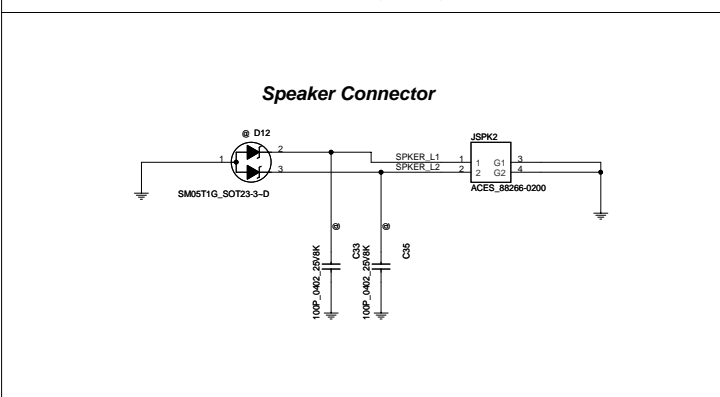 Speaker Connector
@ D12
1
2
3
SM05T1G_SOT23-3~D
JSPK2
SPKER_L1
SPKER_L2
1
2
1
2
G1
G2
3
4
ACES_88266-0200
@
C33
100P_0402_25V8K
@
C35
100P_0402_25V8K